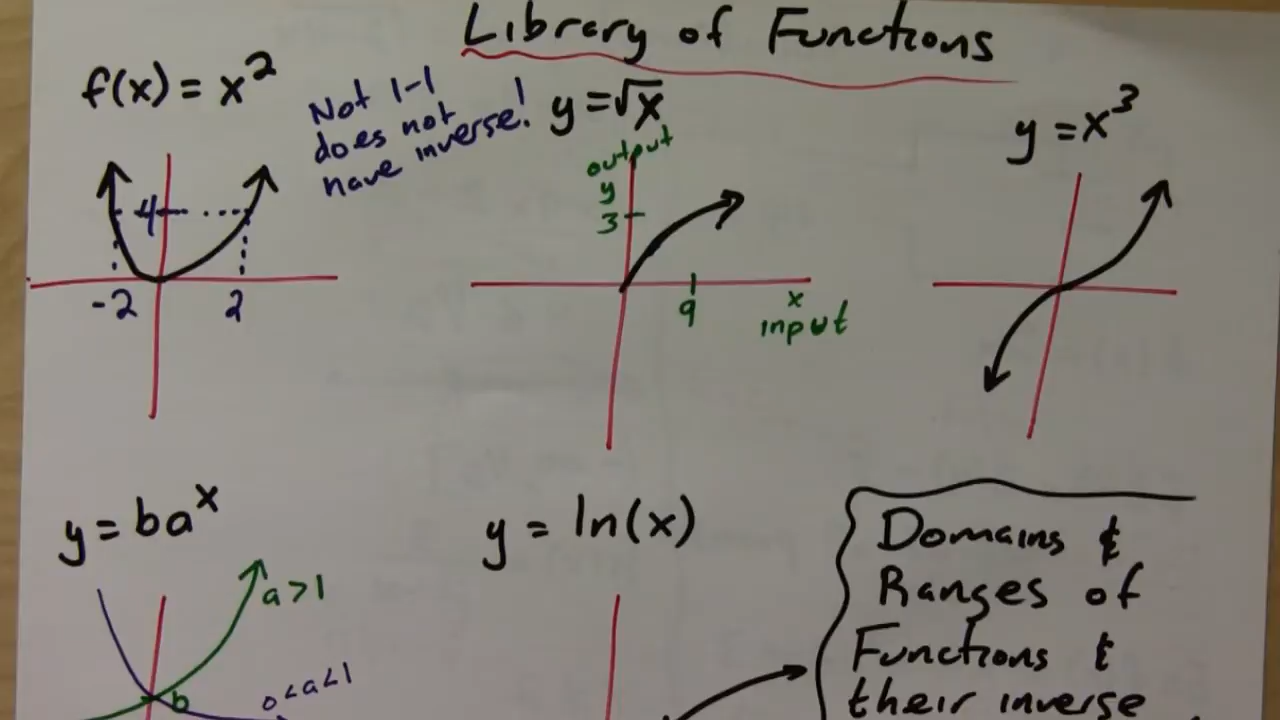 Library of Functions
f(x) = x²
Not 1-1
does not
have inverse!
4
-2 2
y = √x
output
y
3
9
x
input
y = x³
y = baˣ
a > 1
b
0 < a < 1
y = ln(x)
Domains &
Ranges of
Functions &
their inverse